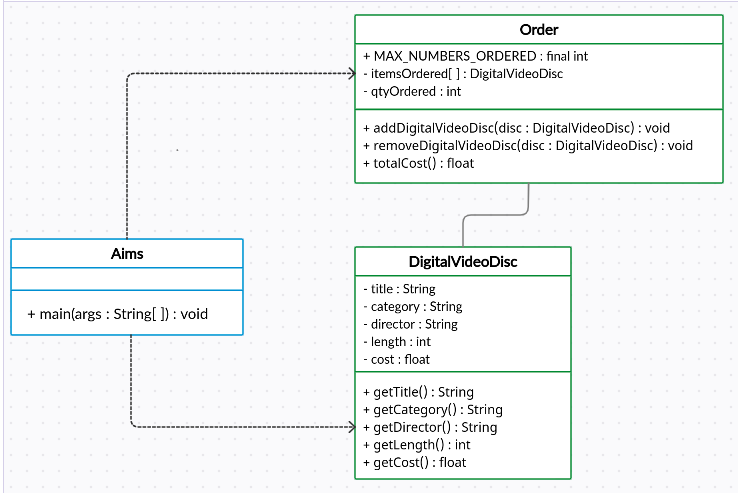 Order
+ MAX_NUMBERS_ORDERED : final int
- itemsOrdered[ ] : DigitalVideoDisc
- qtyOrdered : int
+ addDigitalVideoDisc(disc : DigitalVideoDisc) : void
+ removeDigitalVideoDisc(disc : DigitalVideoDisc) : void
+ totalCost() : float
Aims
+ main(args : String[ ]) : void
DigitalVideoDisc
- title : String
- category : String
- director : String
- length : int
- cost : float
+ getTitle() : String
+ getCategory() : String
+ getDirector() : String
+ getLength() : int
+ getCost() : float